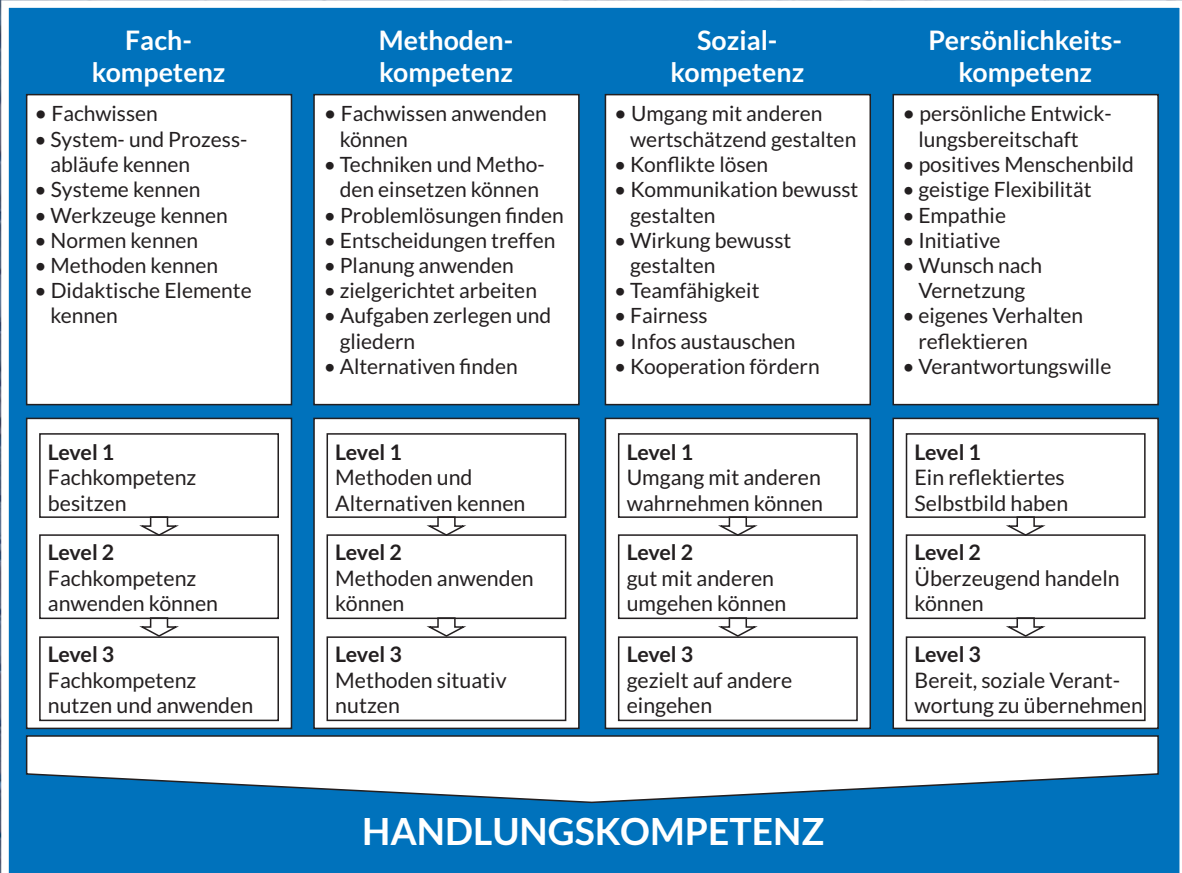 Fach-
kompetenz
• Fachwissen
• System- und Prozess-
abläufe kennen
• Systeme kennen
• Werkzeuge kennen
• Normen kennen
• Methoden kennen
• Didaktische Elemente
kennen
Level 1
Fachkompetenz
besitzen
Level 2
Fachkompetenz
anwenden können
Level 3
Fachkompetenz
nutzen und anwenden
Methoden-
kompetenz
• Fachwissen anwenden
können
• Techniken und Metho-
den einsetzen können
• Problemlösungen finden
• Entscheidungen treffen
• Planung anwenden
• zielgerichtet arbeiten
• Aufgaben zerlegen und
gliedern
• Alternativen finden
Level 1
Methoden und
Alternativen kennen
Level 2
Methoden anwenden
können
Level 3
Methoden situativ
nutzen
Sozial-
kompetenz
• Umgang mit anderen
wertschätzend gestalten
• Konflikte lösen
• Kommunikation bewusst
gestalten
• Wirkung bewusst
gestalten
• Teamfähigkeit
• Fairness
• Infos austauschen
• Kooperation fördern
Level 1
Umgang mit anderen
wahrnehmen können
Level 2
gut mit anderen
umgehen können
Level 3
gezielt auf andere
eingehen
Persönlichkeits-
kompetenz
• persönliche Entwick-
lungsbereitschaft
• positives Menschenbild
• geistige Flexibilität
• Empathie
• Initiative
• Wunsch nach
Vernetzung
• eigenes Verhalten
reflektieren
• Verantwortungswille
Level 1
Ein reflektiertes
Selbstbild haben
Level 2
Überzeugend handeln
können
Level 3
Bereit, soziale Verant-
wortung zu übernehmen
HANDLUNGSKOMPETENZ